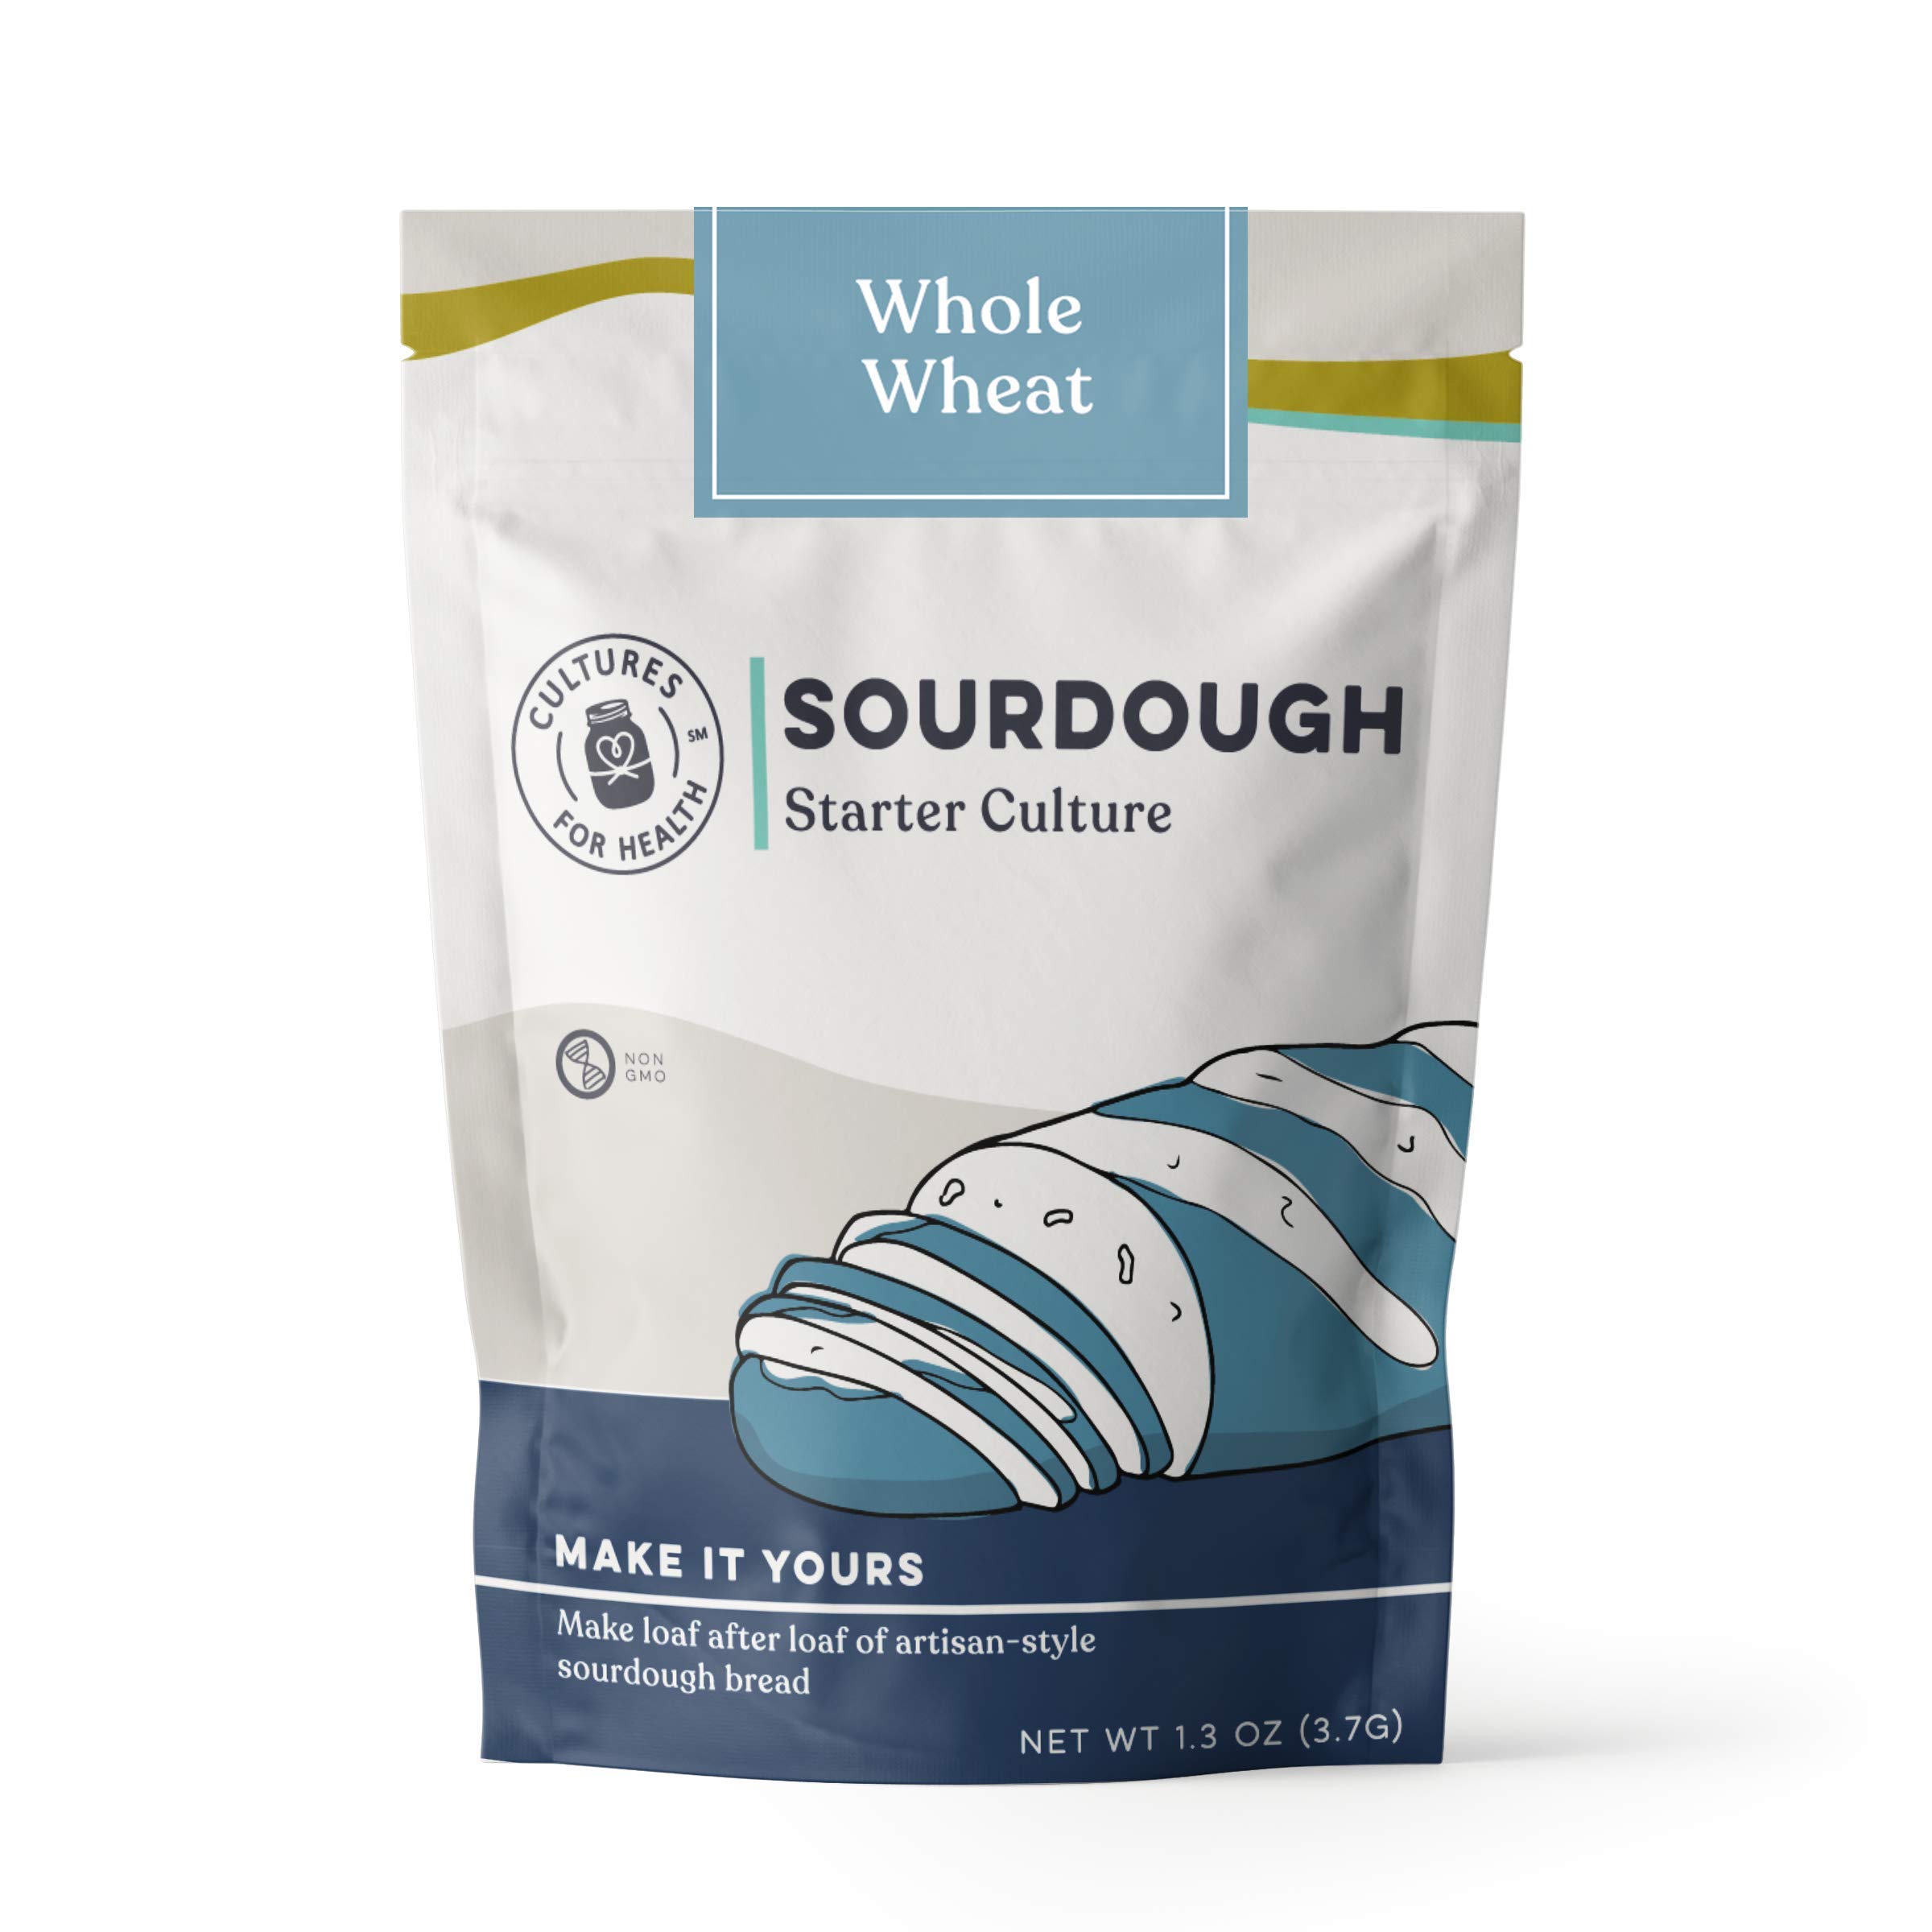 Whole
Wheat
CULTURES
FOR HEALTH
SM
SOURDOUGH
Starter Culture
NON
GMO
MAKE IT YOURS
Make loaf after loaf of artisan-style
sourdough bread
NET WT 1.3 OZ (3.7G)